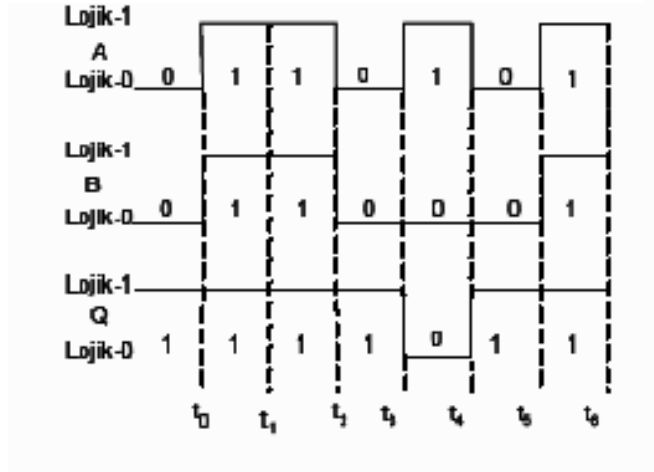 Lojik-1
A
Lojik-0 0 1 1 0 1 0 1
Lojik-1
B
Lojik-0 0 1 1 0 0 0 1
Lojik-1
Q
Lojik-0 1 1 1 1 0 1 1
t0 t1 t2 t3 t4 t5 t6